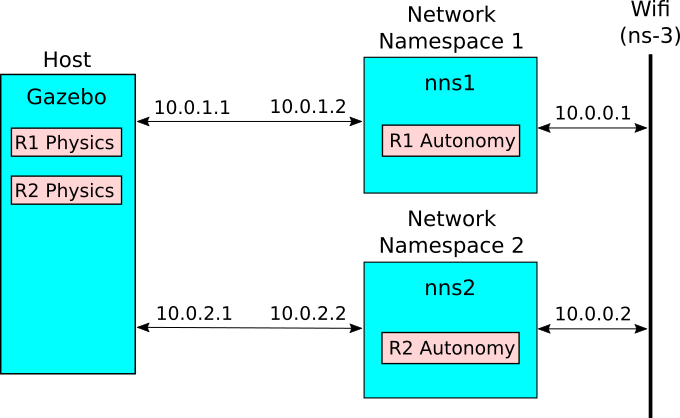 Host
Gazebo
R1 Physics
R2 Physics
10.0.1.1
10.0.1.2
10.0.2.1
10.0.2.2
Network
Namespace 1
nns1
R1 Autonomy
Network
Namespace 2
nns2
R2 Autonomy
10.0.0.1
10.0.0.2
Wifi
(ns-3)